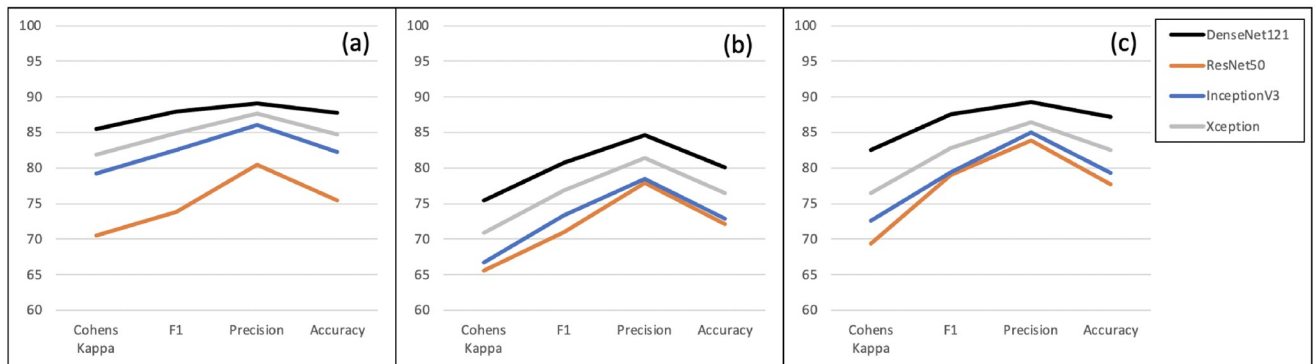 (a)
100
95
90
85
80
75
70
65
60
Cohens
Kappa
F1
Precision
Accuracy
(b)
100
95
90
85
80
75
70
65
60
Cohens
Kappa
F1
Precision
Accuracy
(c)
100
95
90
85
80
75
70
65
60
Cohens
Kappa
F1
Precision
Accuracy
DenseNet121
ResNet50
InceptionV3
Xception